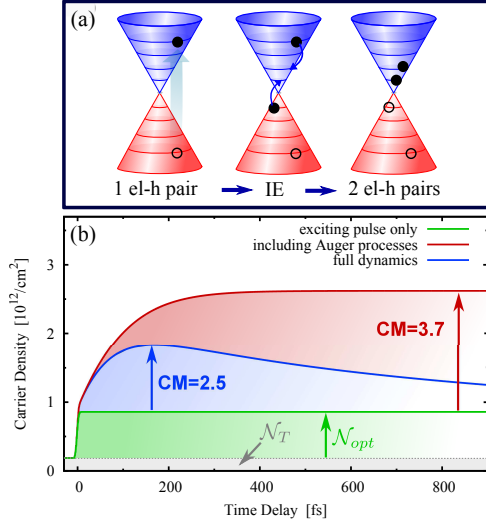 (a)
1 el-h pair IE 2 el-h pairs
(b)
exciting pulse only
including Auger processes
full dynamics
Carrier Density [10¹²/cm²]
3
2
1
0
CM=2.5
CM=3.7
𝒩_T
𝒩_opt
0 200 400 600 800
Time Delay [fs]